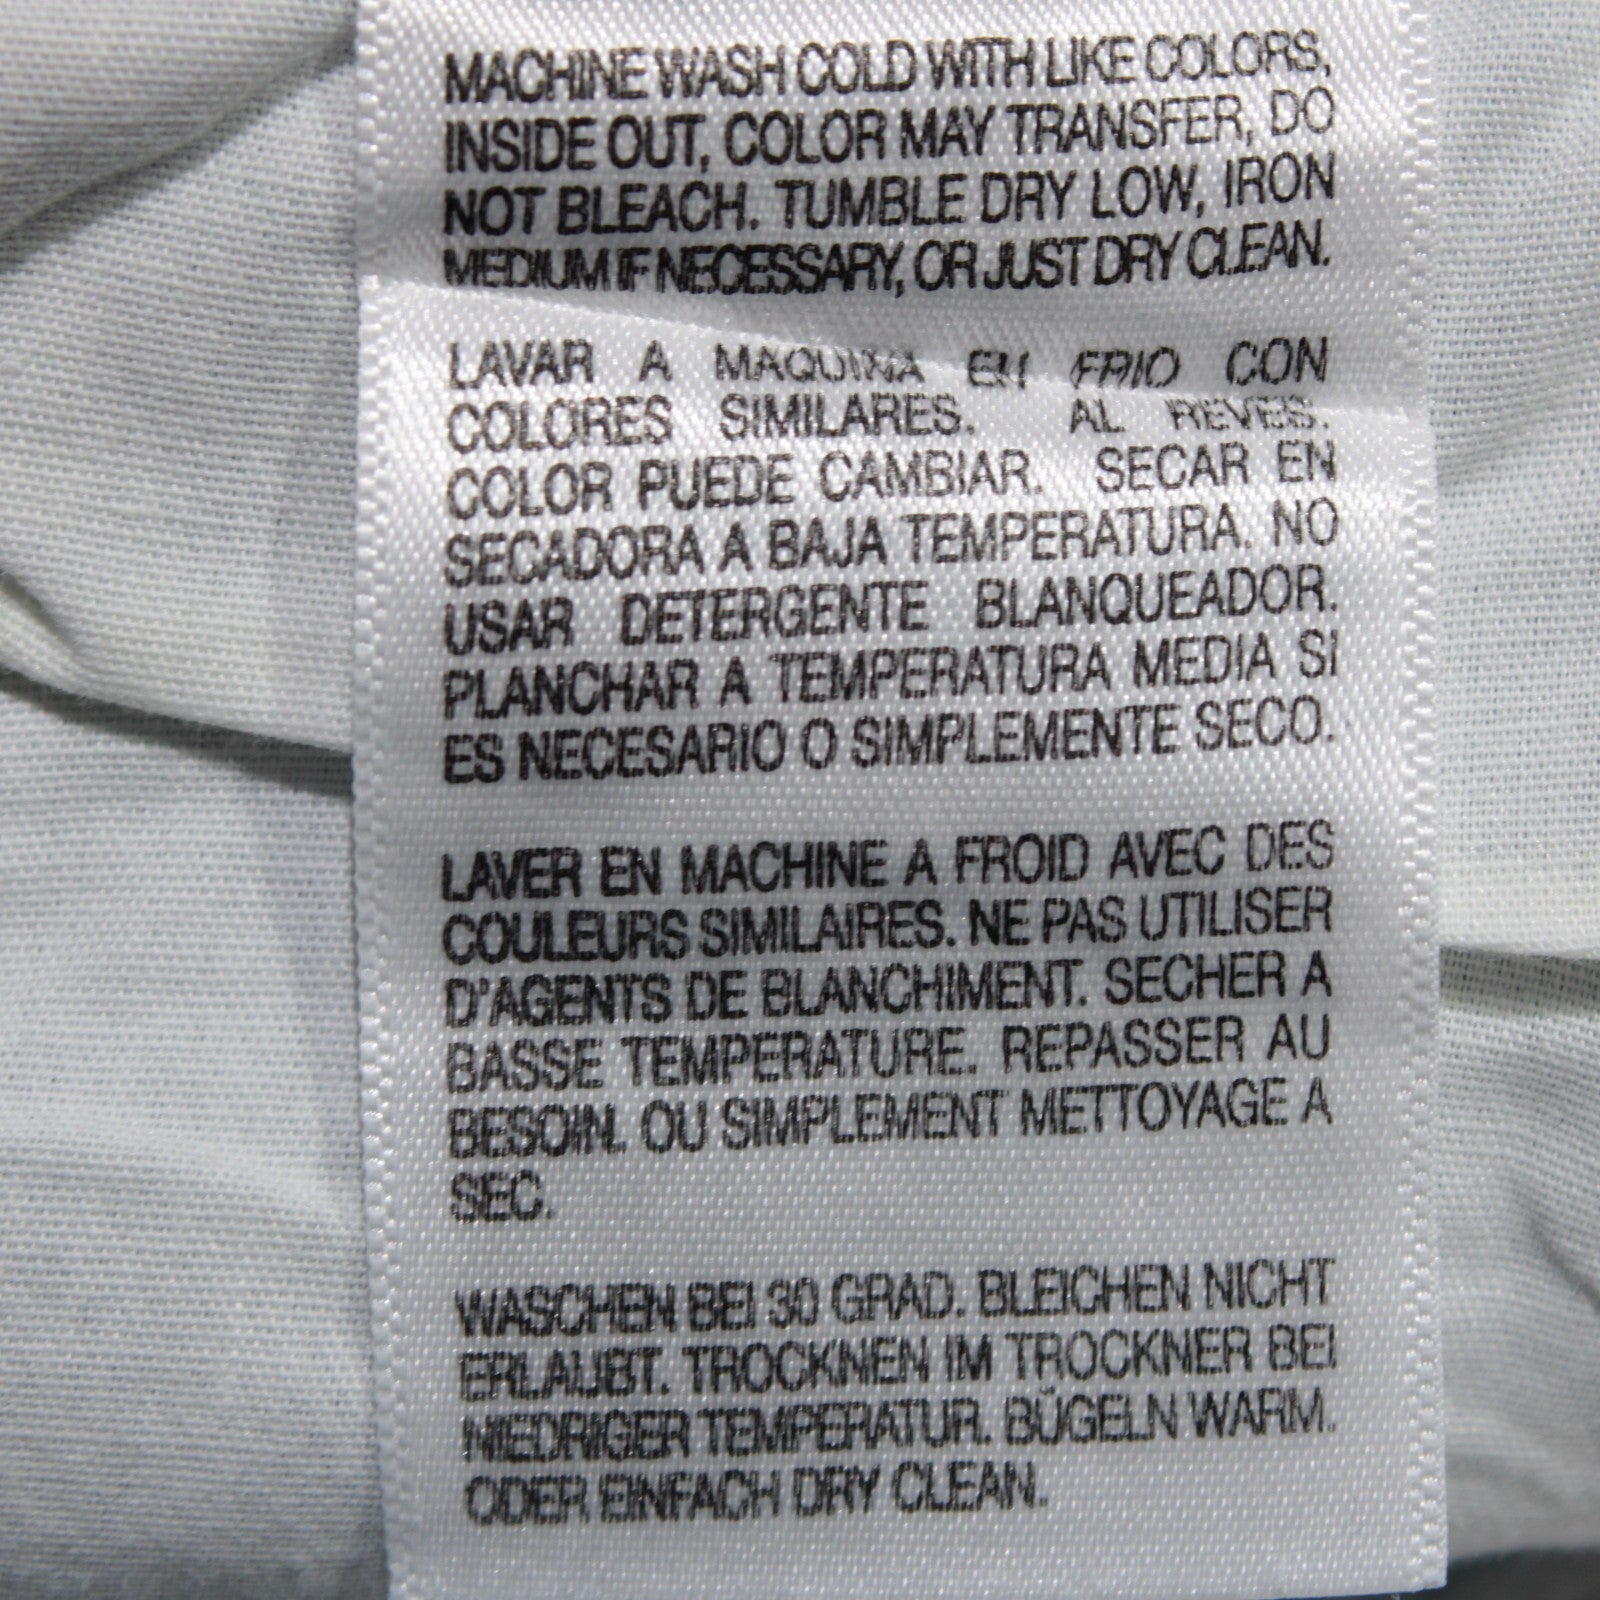 MACHINE WASH COLD WITH LIKE COLORS,
INSIDE OUT, COLOR MAY TRANSFER, DO
NOT BLEACH. TUMBLE DRY LOW, IRON
MEDIUM IF NECESSARY, OR JUST DRY CLEAN.
LAVAR A MAQUINA EN FRIO CON
COLORES SIMILARES. AL REVES.
COLOR PUEDE CAMBIAR. SECAR EN
SECADORA A BAJA TEMPERATURA. NO
USAR DETERGENTE BLANQUEADOR.
PLANCHAR A TEMPERATURA MEDIA SI
ES NECESARIO O SIMPLEMENTE SECO.
LAVER EN MACHINE A FROID AVEC DES
COULEURS SIMILAIRES. NE PAS UTILISER
D'AGENTS DE BLANCHIMENT. SECHER A
BASSE TEMPERATURE. REPASSER AU
BESOIN. OU SIMPLEMENT METTOYAGE A
SEC.
WASCHEN BEI 30 GRAD. BLEICHEN NICHT
ERLAUBT. TROCKNEN IM TROCKNER BEI
NIEDRIGER TEMPERATUR. BÜGELN WARM.
ODER EINFACH DRY CLEAN.